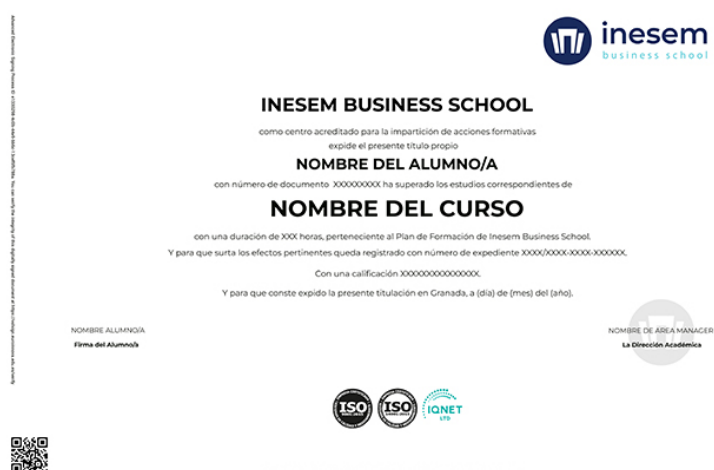 inesem
business school
INESEM BUSINESS SCHOOL
como centro acreditado para la impartición de acciones formativas
expide el presente título propio
NOMBRE DEL ALUMNO/A
con número de documento XXXXXXXXX ha superado los estudios correspondientes de
NOMBRE DEL CURSO
con una duración de XXX horas, perteneciente al Plan de Formación de Inesem Business School.
Y para que surta los efectos pertinentes queda registrado con número de expediente XXXX/XXXX-XXXX-XXXXXX.
Con una calificación XXXXXXXXXXXXXX.
Y para que conste expido la presente titulación en Granada, a (día) de (mes) del (año).
NOMBRE ALUMNO/A
Firma del Alumno/a
NOMBRE DE AREA MANAGER
La Dirección Académica
ISO
ISO
IQNET
LTD